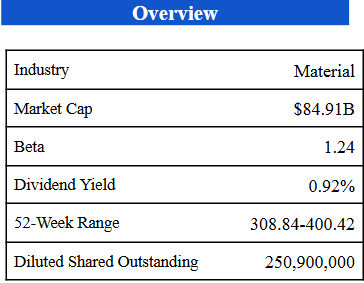 Overview
Industry Material
Market Cap $84.91B
Beta 1.24
Dividend Yield 0.92%
52-Week Range 308.84-400.42
Diluted Shared Outstanding 250,900,000